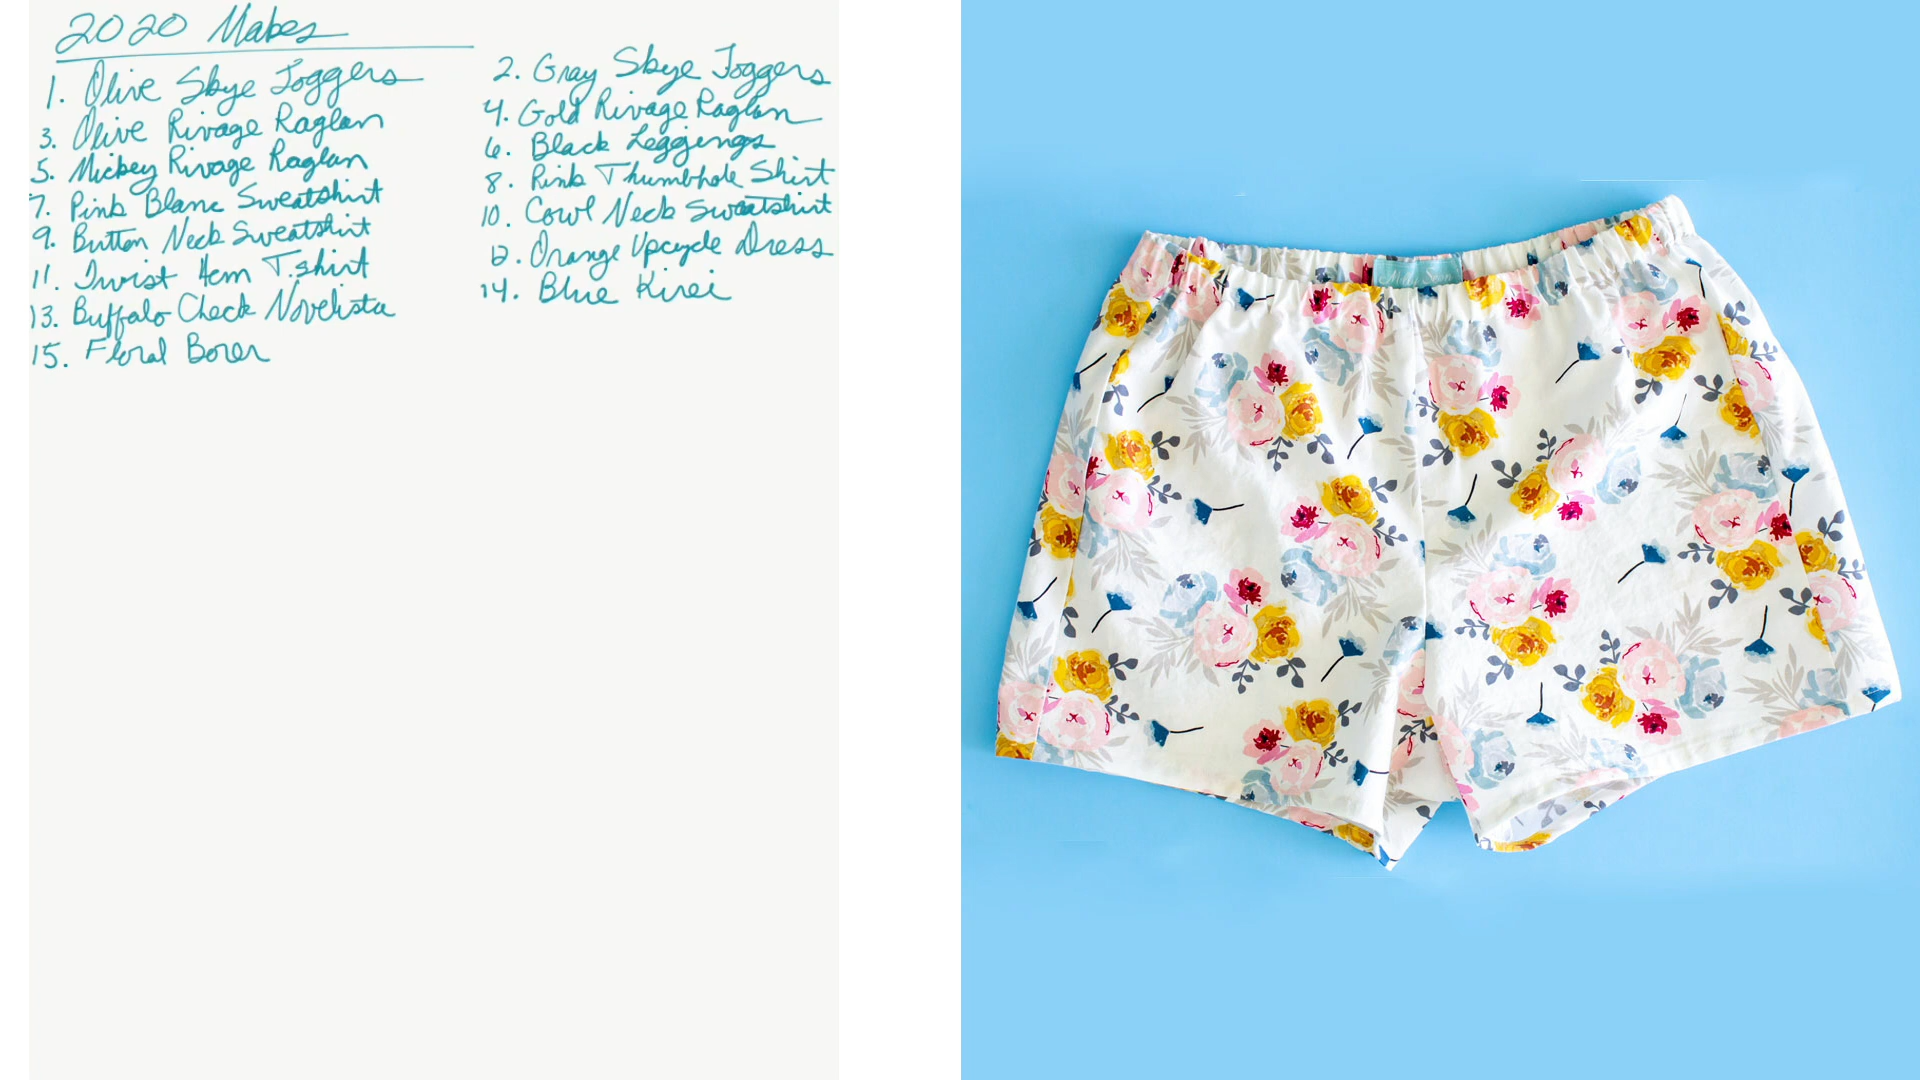 2020 Makes
1. Olive Skye Joggers
2. Gray Skye Joggers
3. Olive Rivage Raglan
4. Gold Rivage Raglan
5. Mickey Rivage Raglan
6. Black Leggings
7. Pink Blanc Sweatshirt
8. Pink Thumbhole Shirt
9. Button Neck Sweatshirt
10. Cowl Neck Sweatshirt
11. Twist Hem T.shirt
12. Orange Upcycle Dress
13. Buffalo Check Novelista
14. Blue Kirei
15. Floral Boxer